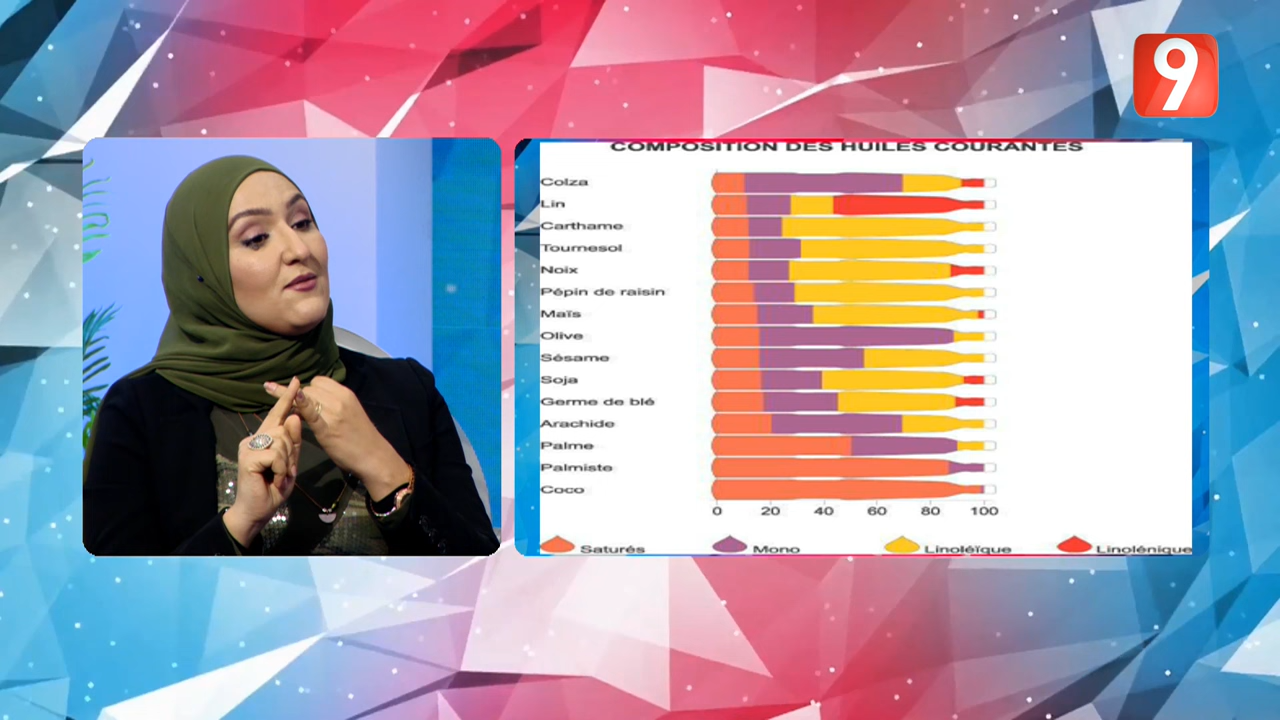 9
COMPOSITION DES HUILES COURANTES
Colza
Lin
Carthame
Tournesol
Noix
Pépin de raisin
Maïs
Olive
Sésame
Soja
Germe de blé
Arachide
Palme
Palmiste
Coco
0 20 40 60 80 100
Saturés Mono Linoléïque Linolénique